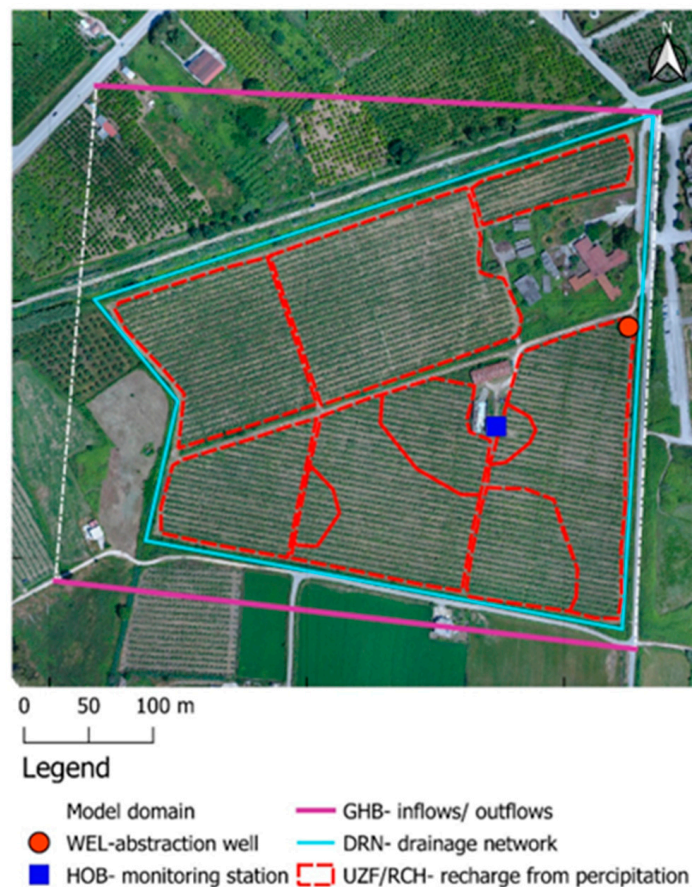 N
0 50 100 m
Legend
Model domain
GHB- inflows/ outflows
WEL-abstraction well
DRN- drainage network
HOB- monitoring station
UZF/RCH- recharge from percipitation